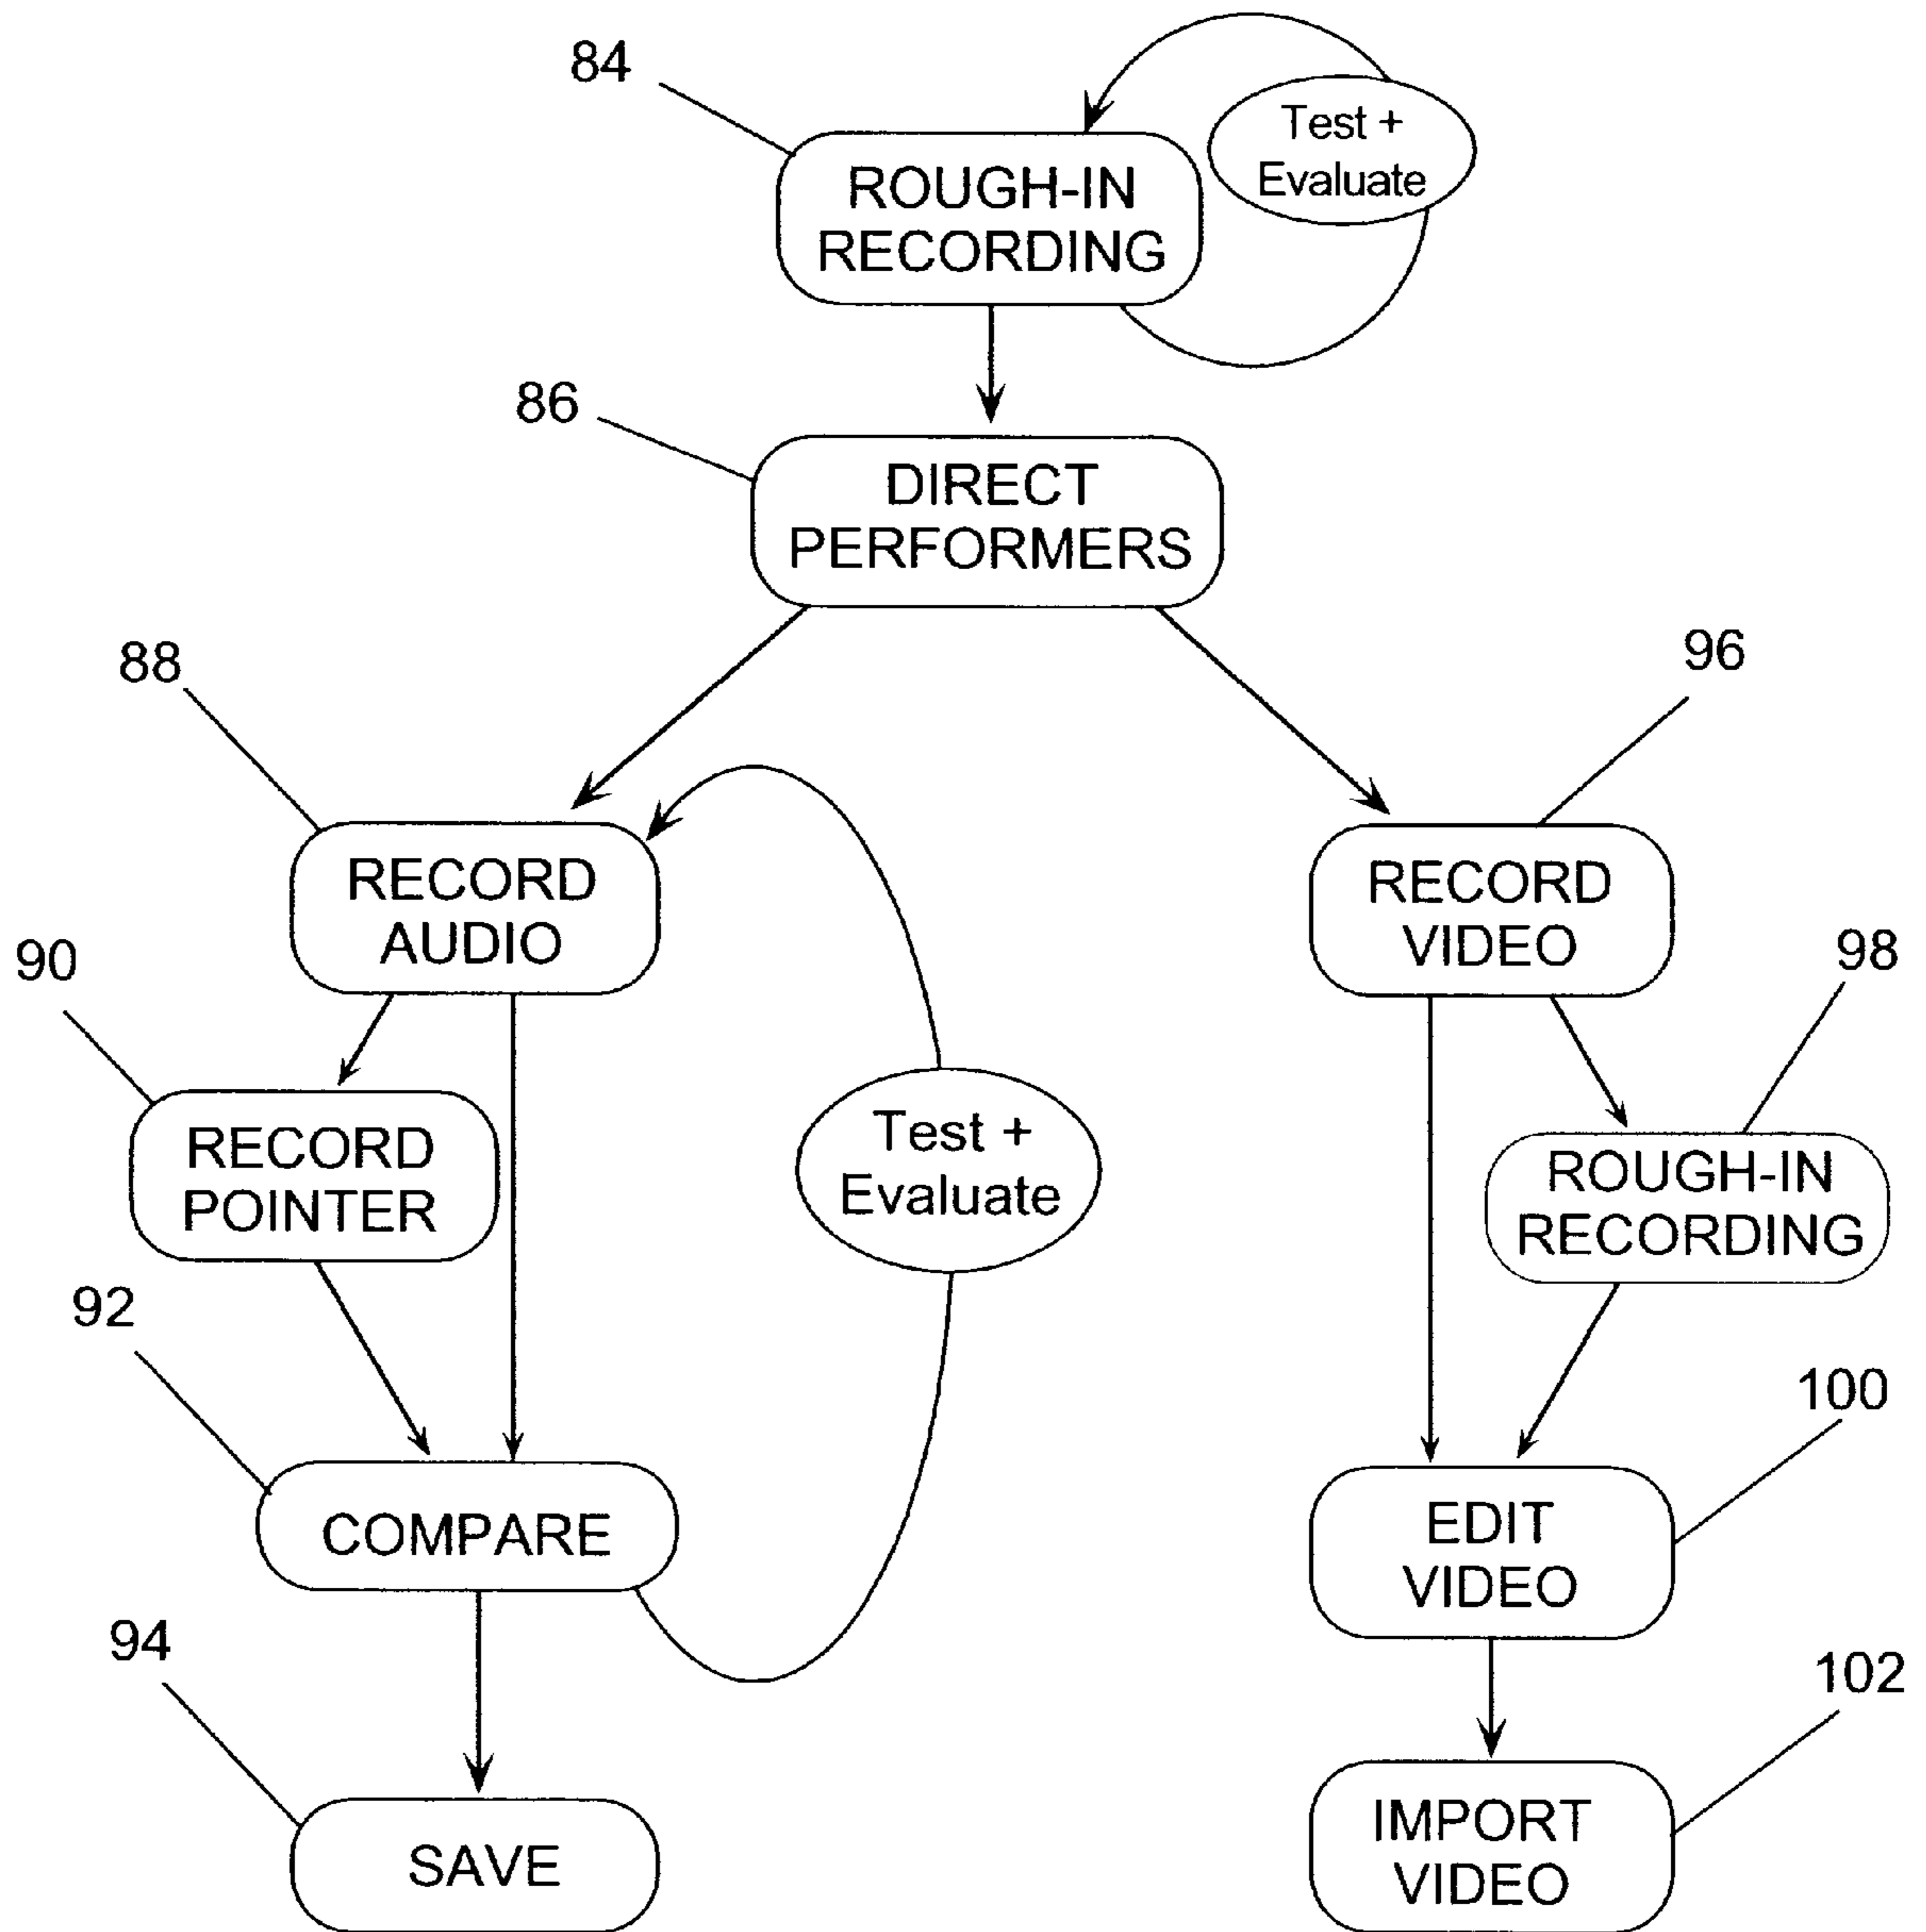 84
Test +
Evaluate
ROUGH-IN
RECORDING
86
DIRECT
PERFORMERS
88
96
RECORD
AUDIO
RECORD
VIDEO
90
98
RECORD
POINTER
Test +
Evaluate
ROUGH-IN
RECORDING
92
100
COMPARE
EDIT
VIDEO
94
102
SAVE
IMPORT
VIDEO